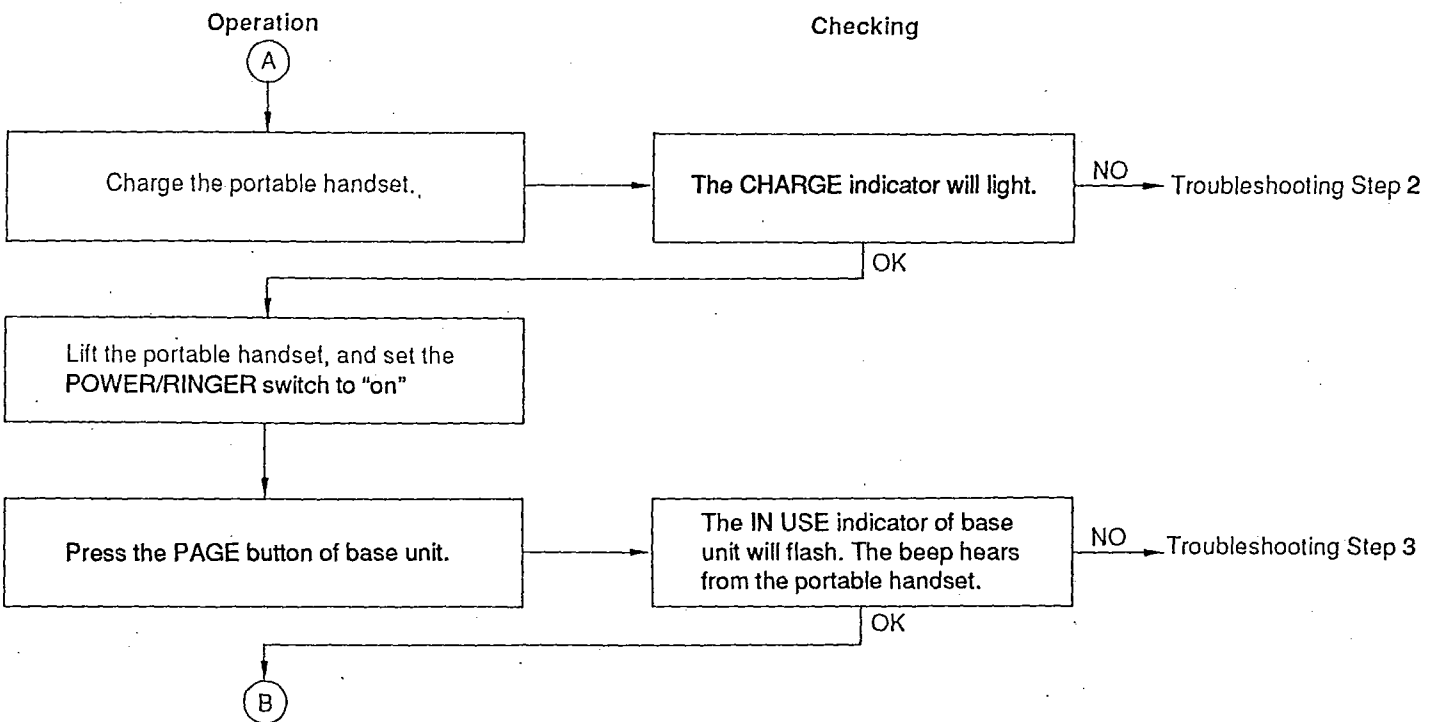 Operation
Checking
A
Charge the portable handset.
The CHARGE indicator will light.
NO
Troubleshooting Step 2
OK
Lift the portable handset, and set the
POWER/RINGER switch to "on"
Press the PAGE button of base unit.
The IN USE indicator of base
unit will flash. The beep hears
from the portable handset.
NO
Troubleshooting Step 3
OK
B